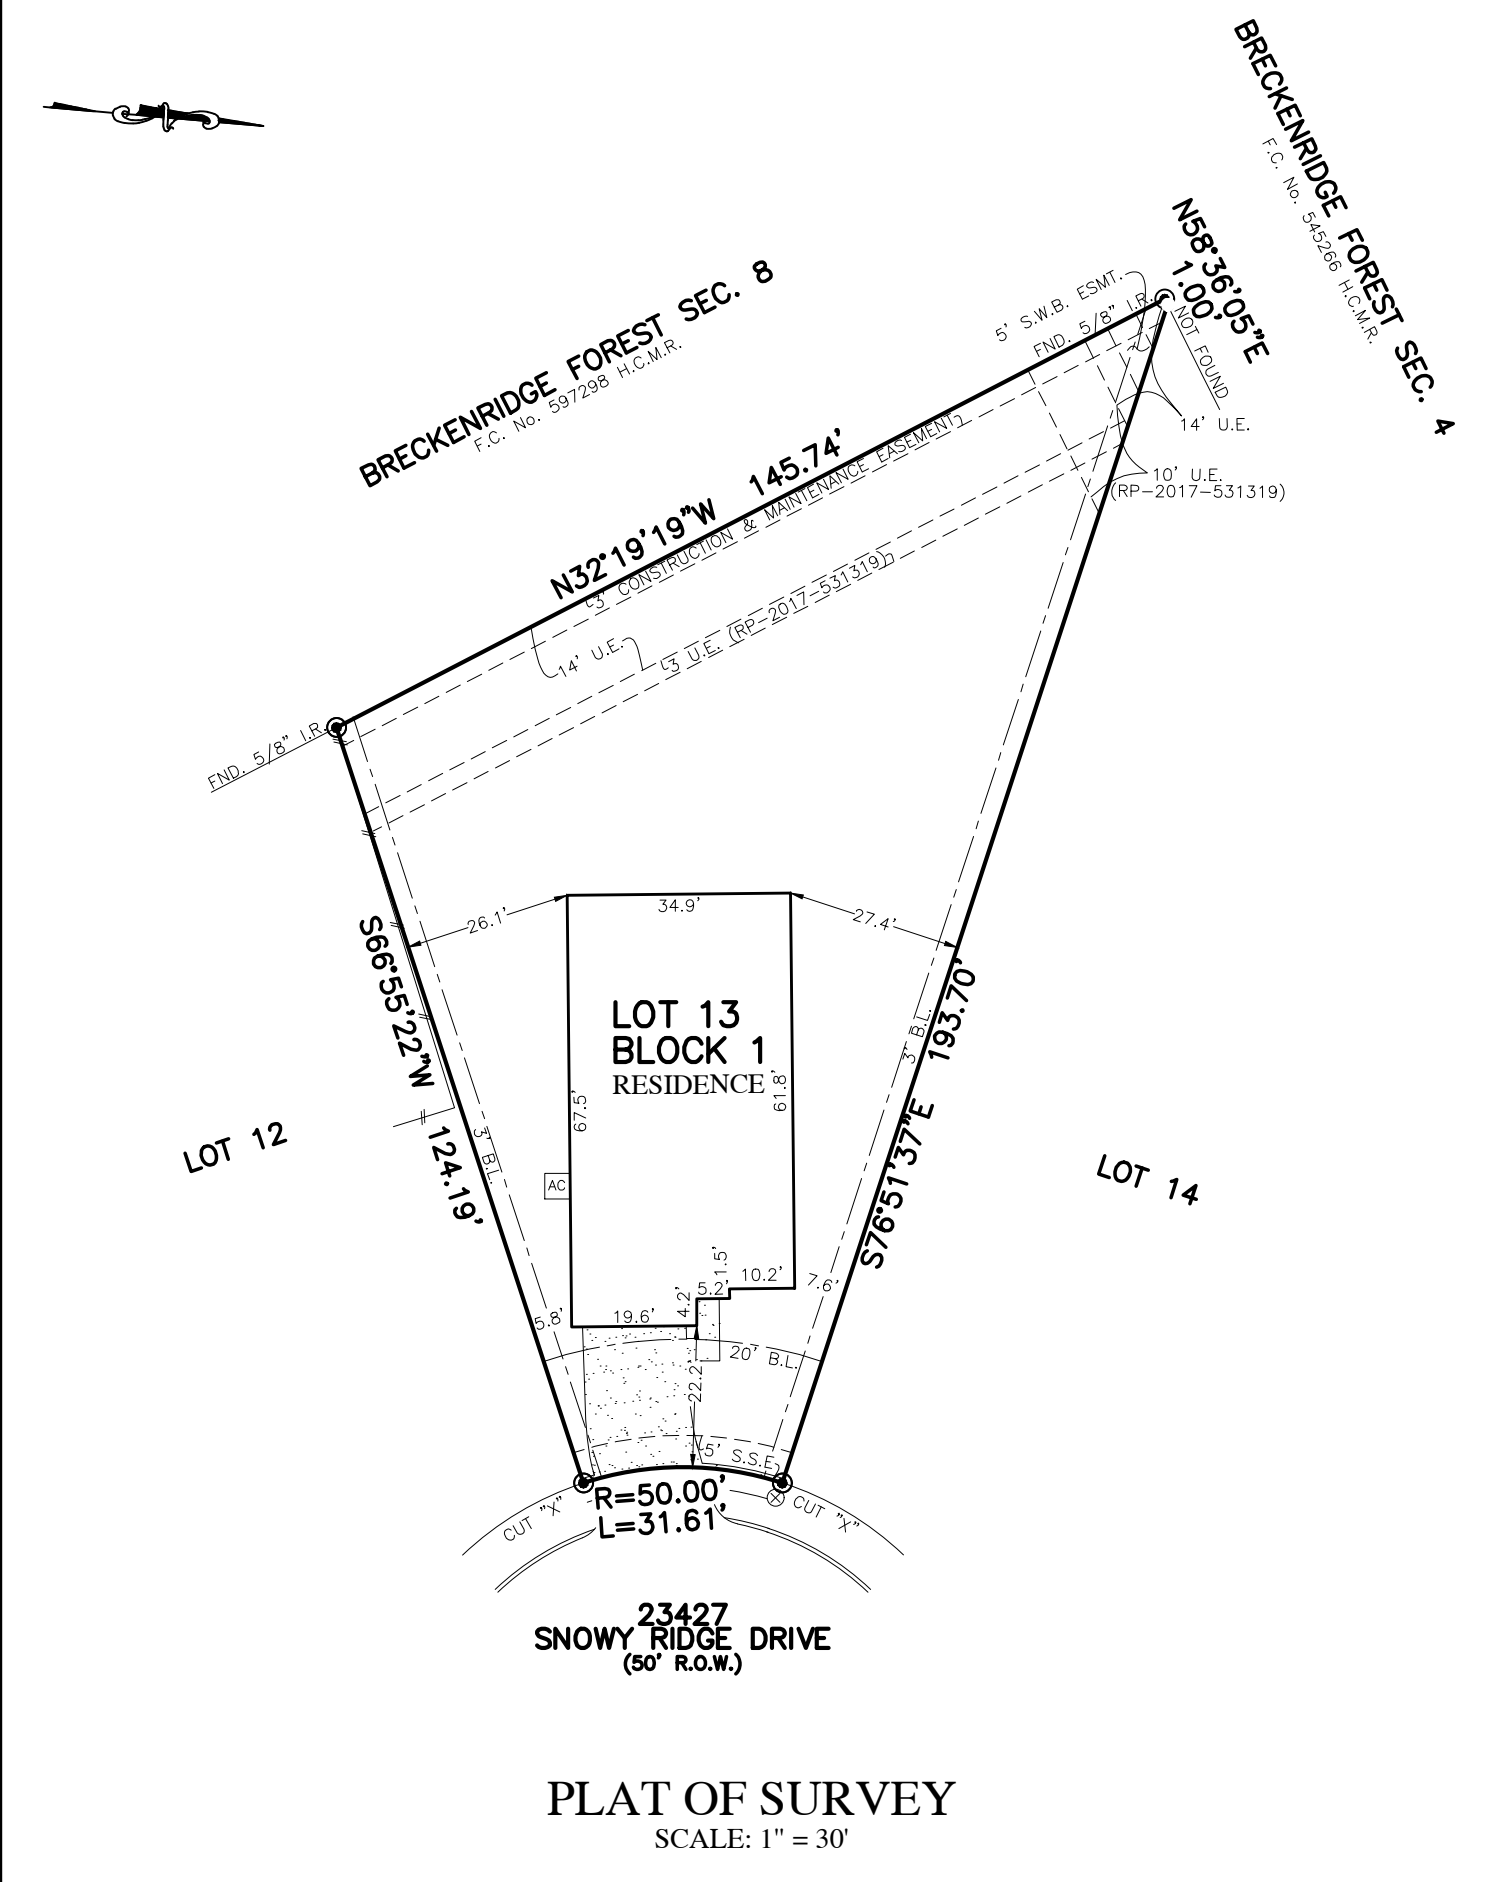 BRECKENRIDGE FOREST SEC. 4
F.C. No. 545266 H.C.M.R.
N58°36'05"E
1.00'
NOT FOUND
5' S.W.B. ESMT.
FND. 5/8" I.R.
BRECKENRIDGE FOREST SEC. 8
F.C. No. 597298 H.C.M.R.
14' U.E.
10' U.E.
(RP-2017-531319)
N32°19'19"W 145.74'
3' CONSTRUCTION & MAINTENANCE EASEMENT
3 U.E. (RP-2017-531319)
14' U.E.
FND. 5/8" I.R.
26.1'
34.9'
27.4'
S66°55'22"W 124.19'
LOT 13
BLOCK 1
RESIDENCE
67.5'
61.8'
3' B.L.
S76°51'37"E 193.70'
LOT 12
3' B.L.
AC
LOT 14
5.8'
19.6'
4.2'
5.2'
1.5'
10.2'
7.6'
20' B.L.
22.2'
5' S.S.E.
CUT "X"
R=50.00'
L=31.61'
CUT "X"
23427
SNOWY RIDGE DRIVE
(50' R.O.W.)
PLAT OF SURVEY
SCALE: 1" = 30'